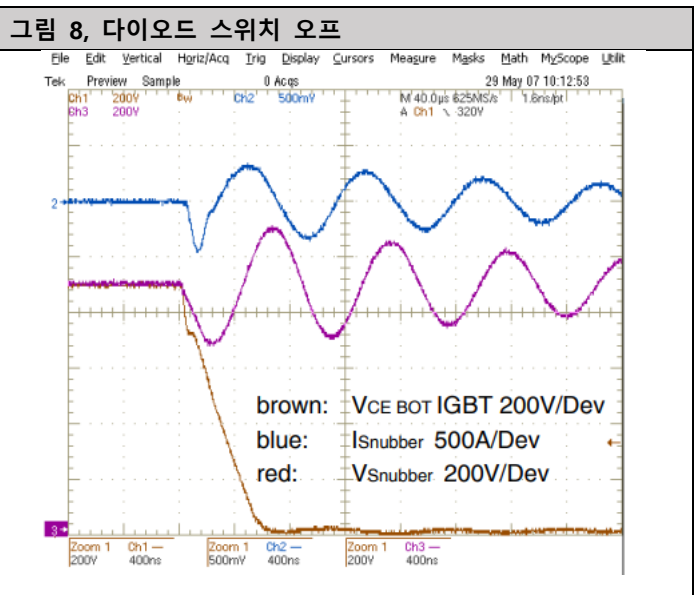 그림 8, 다이오드 스위치 오프
File Edit Vertical Horiz/Acq Trig Display Cursors Measure Masks Math MyScope Utilit
Tek Preview Sample 0 Acqs 29 May 07 10:12:53
Ch1 200V Bw Ch2 500mV M 40.0µs 625MS/s 1.6ns/pt
Ch3 200V A Ch1 320V
2
brown: VCE BOT IGBT 200V/Dev
blue: ISnubber 500A/Dev
red: VSnubber 200V/Dev
3
Zoom 1 Ch1 Zoom 1 Ch2 Zoom 1 Ch3
200V 400ns 500mV 400ns 200V 400ns